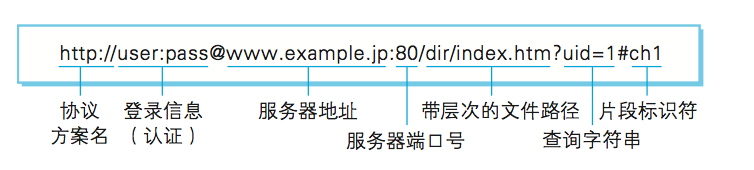 http://user:pass@www.example.jp:80/dir/index.htm?uid=1#ch1
协议
方案名
登录信息
（认证）
服务器地址
服务器端口号
带层次的文件路径
查询字符串
片段标识符